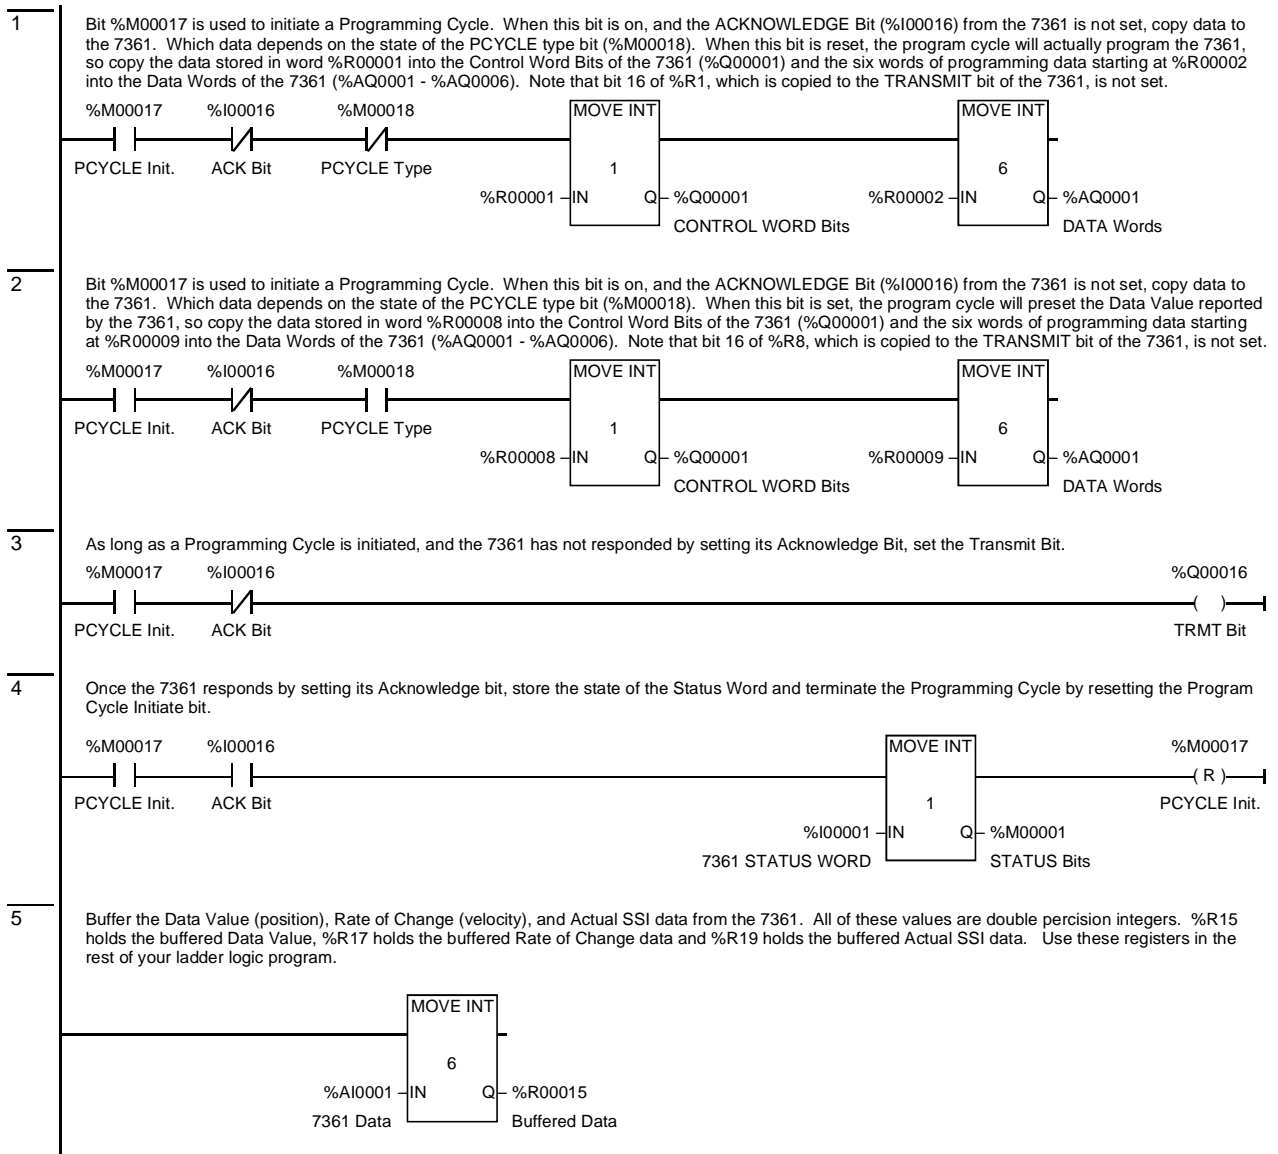 1
Bit %M00017 is used to initiate a Programming Cycle. When this bit is on, and the ACKNOWLEDGE Bit (%I00016) from the 7361 is not set, copy data to
the 7361. Which data depends on the state of the PCYCLE type bit (%M00018). When this bit is reset, the program cycle will actually program the 7361,
so copy the data stored in word %R00001 into the Control Word Bits of the 7361 (%Q00001) and the six words of programming data starting at %R00002
into the Data Words of the 7361 (%AQ0001 - %AQ0006). Note that bit 16 of %R1, which is copied to the TRANSMIT bit of the 7361, is not set.
%M00017 %I00016 %M00018 MOVE INT MOVE INT
PCYCLE Init. ACK Bit PCYCLE Type 1 6
%R00001 IN Q %Q00001 %R00002 IN Q %AQ0001
CONTROL WORD Bits DATA Words
2
Bit %M00017 is used to initiate a Programming Cycle. When this bit is on, and the ACKNOWLEDGE Bit (%I00016) from the 7361 is not set, copy data to
the 7361. Which data depends on the state of the PCYCLE type bit (%M00018). When this bit is set, the program cycle will preset the Data Value reported
by the 7361, so copy the data stored in word %R00008 into the Control Word Bits of the 7361 (%Q00001) and the six words of programming data starting
at %R00009 into the Data Words of the 7361 (%AQ0001 - %AQ0006). Note that bit 16 of %R8, which is copied to the TRANSMIT bit of the 7361, is not set.
%M00017 %I00016 %M00018 MOVE INT MOVE INT
PCYCLE Init. ACK Bit PCYCLE Type 1 6
%R00008 IN Q %Q00001 %R00009 IN Q %AQ0001
CONTROL WORD Bits DATA Words
3
As long as a Programming Cycle is initiated, and the 7361 has not responded by setting its Acknowledge Bit, set the Transmit Bit.
%M00017 %I00016 %Q00016
( )
PCYCLE Init. ACK Bit TRMT Bit
4
Once the 7361 responds by setting its Acknowledge bit, store the state of the Status Word and terminate the Programming Cycle by resetting the Program
Cycle Initiate bit.
%M00017 %I00016 MOVE INT %M00017
( R )
PCYCLE Init. ACK Bit 1 PCYCLE Init.
%I00001 IN Q %M00001
7361 STATUS WORD STATUS Bits
5
Buffer the Data Value (position), Rate of Change (velocity), and Actual SSI data from the 7361. All of these values are double percision integers. %R15
holds the buffered Data Value, %R17 holds the buffered Rate of Change data and %R19 holds the buffered Actual SSI data. Use these registers in the
rest of your ladder logic program.
MOVE INT
6
%AI0001 IN Q %R00015
7361 Data Buffered Data